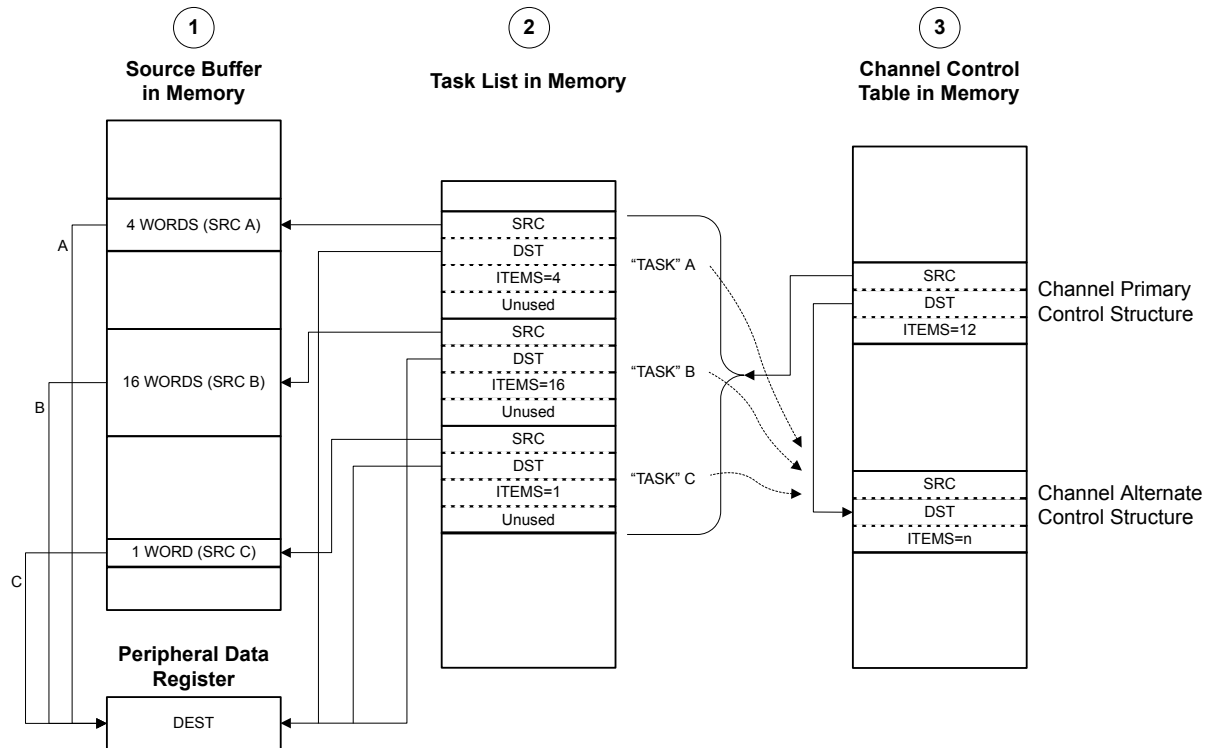 1
Source Buffer
in Memory
4 WORDS (SRC A)
16 WORDS (SRC B)
1 WORD (SRC C)
A
B
C
Peripheral Data
Register
DEST
2
Task List in Memory
SRC
DST
ITEMS=4
Unused
SRC
DST
ITEMS=16
Unused
SRC
DST
ITEMS=1
Unused
“TASK” A
“TASK” B
“TASK” C
3
Channel Control
Table in Memory
SRC
DST
ITEMS=12
Channel Primary
Control Structure
SRC
DST
ITEMS=n
Channel Alternate
Control Structure